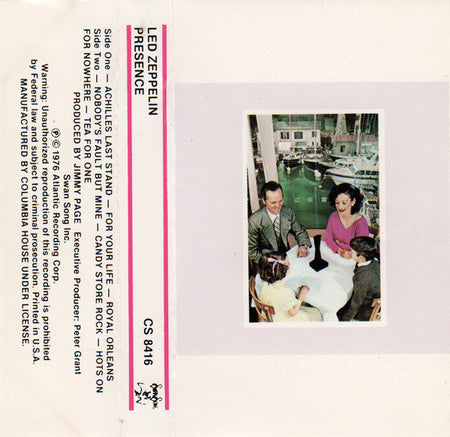 LED ZEPPELIN
PRESENCE
CS 8416
Side One — ACHILLES LAST STAND — FOR YOUR LIFE — ROYAL ORLEANS
Side Two — NOBODY'S FAULT BUT MINE — CANDY STORE ROCK — HOTS ON
FOR NOWHERE — TEA FOR ONE
PRODUCED BY JIMMY PAGE Executive Producer: Peter Grant
Swan Song Inc.
Ⓟ©1976 Atlantic Recording Corp.
Warning: Unauthorized reproduction of this recording is prohibited
by Federal law and subject to criminal prosecution. Printed in U.S.A.
MANUFACTURED BY COLUMBIA HOUSE UNDER LICENSE.